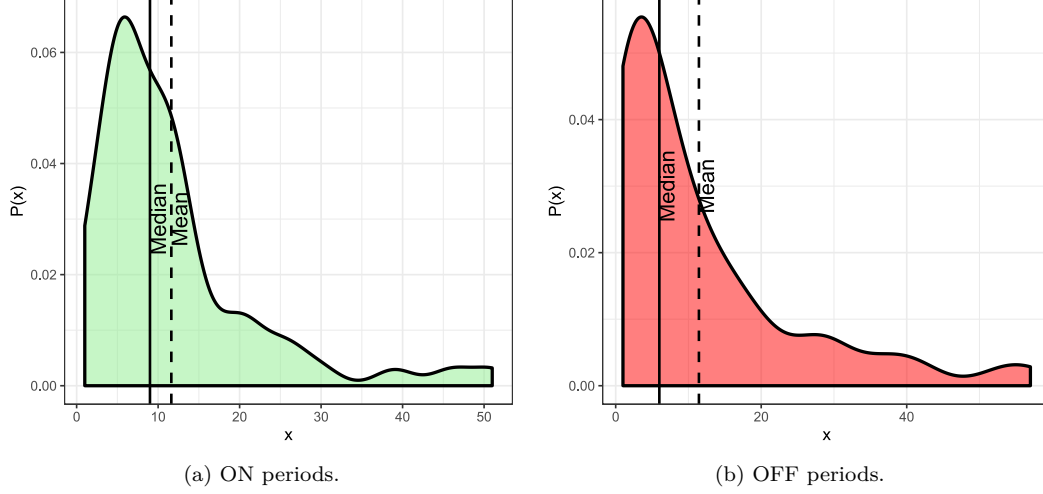 0.06
0.04
0.02
0.00
P(x)
Median
Mean
0 10 20 30 40 50
x
(a) ON periods.
0.04
0.02
0.00
P(x)
Median
Mean
0 20 40
x
(b) OFF periods.